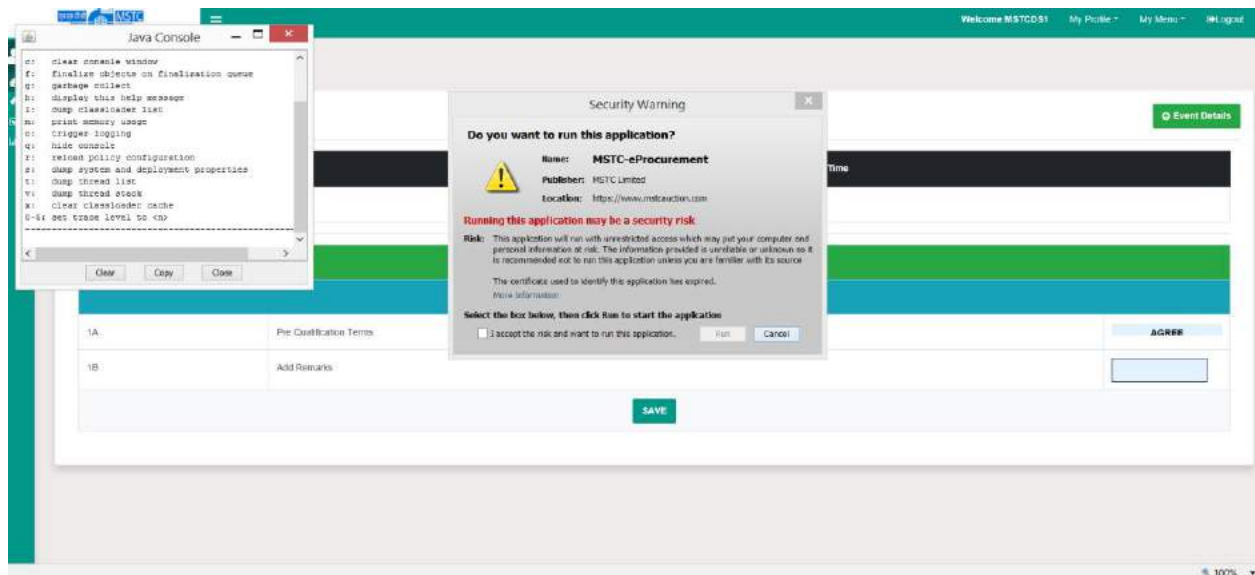 MSTC
Welcome MSTCDS1 My Profile My Menu Logout
Java Console
c: clear console window
f: finalize objects on finalization queue
g: garbage collect
h: display this help message
l: dump classloader list
m: print memory usage
o: trigger logging
q: hide console
r: reload policy configuration
s: dump system and deployment properties
t: dump thread list
v: dump thread stack
x: clear classloader cache
0-5: set trace level to <n>
Clear Copy Close
Security Warning
Do you want to run this application?
Name: MSTC-eProcurement
Publisher: MSTC Limited
Location: https://www.mstcauction.com
Running this application may be a security risk
Risk: This application will run with unrestricted access which may put your computer and
personal information at risk. The information provided is unreliable or unknown so it
is recommended not to run this application unless you are familiar with its source
The certificate used to identify this application has expired.
More Information
Select the box below, then click Run to start the application
I accept the risk and want to run this application. Run Cancel
Event Details
Time
1A Pre Qualification Terms AGREE
1B Add Remarks
SAVE
100%